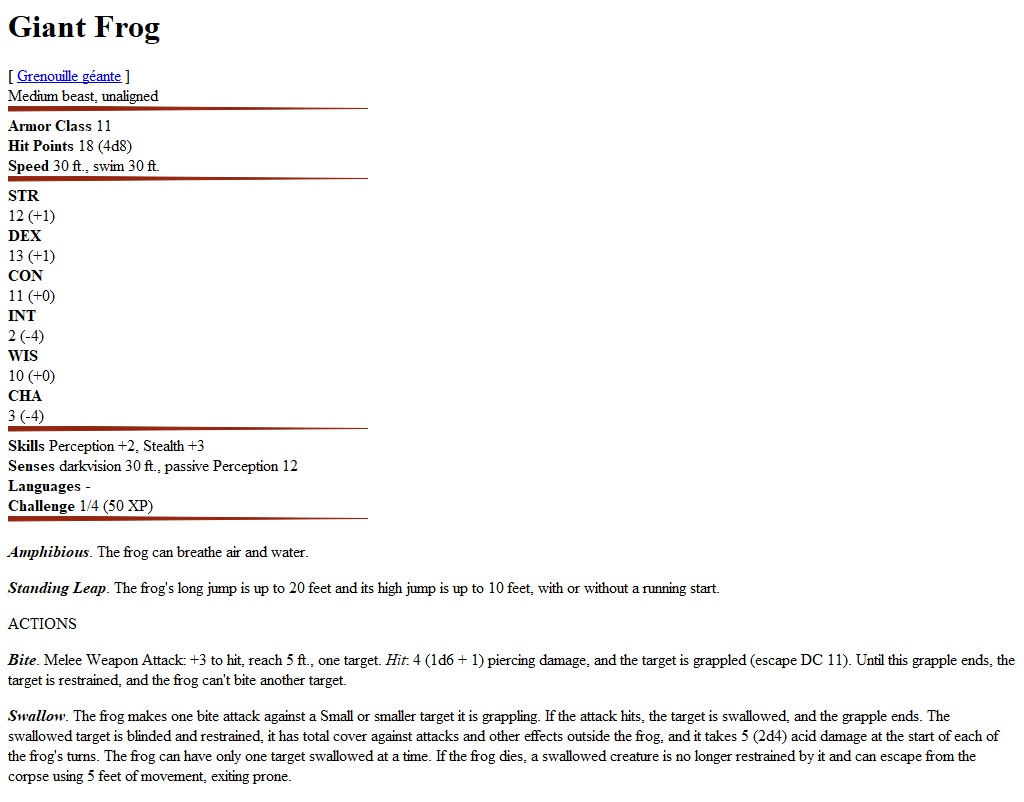 Giant Frog
[ Grenouille géante ]
Medium beast, unaligned
Armor Class 11
Hit Points 18 (4d8)
Speed 30 ft., swim 30 ft.
STR
12 (+1)
DEX
13 (+1)
CON
11 (+0)
INT
2 (-4)
WIS
10 (+0)
CHA
3 (-4)
Skills Perception +2, Stealth +3
Senses darkvision 30 ft., passive Perception 12
Languages -
Challenge 1/4 (50 XP)
Amphibious. The frog can breathe air and water.
Standing Leap. The frog's long jump is up to 20 feet and its high jump is up to 10 feet, with or without a running start.
ACTIONS
Bite. Melee Weapon Attack: +3 to hit, reach 5 ft., one target. Hit: 4 (1d6 + 1) piercing damage, and the target is grappled (escape DC 11). Until this grapple ends, the
target is restrained, and the frog can't bite another target.
Swallow. The frog makes one bite attack against a Small or smaller target it is grappling. If the attack hits, the target is swallowed, and the grapple ends. The
swallowed target is blinded and restrained, it has total cover against attacks and other effects outside the frog, and it takes 5 (2d4) acid damage at the start of each of
the frog's turns. The frog can have only one target swallowed at a time. If the frog dies, a swallowed creature is no longer restrained by it and can escape from the
corpse using 5 feet of movement, exiting prone.